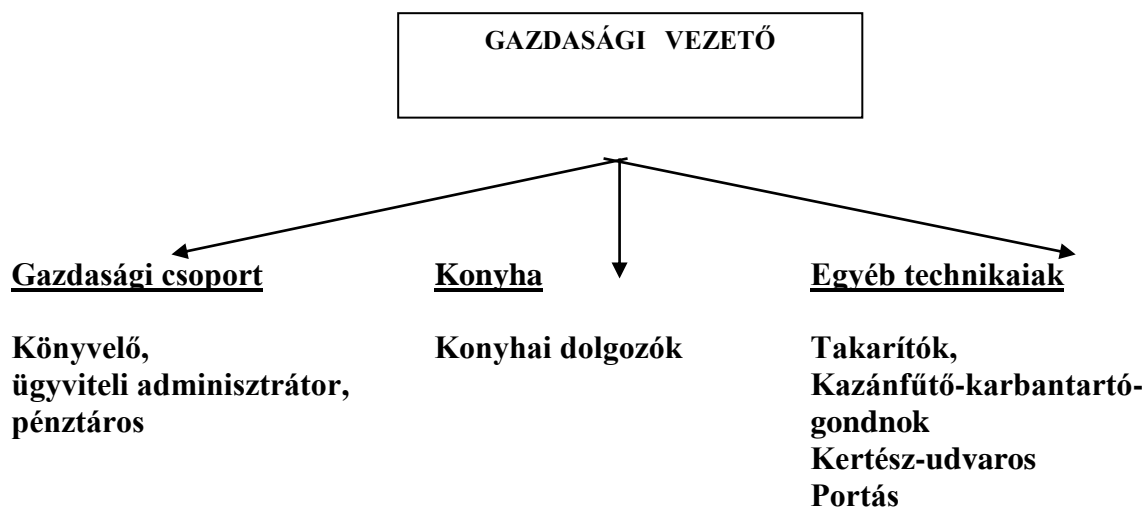 GAZDASÁGI VEZETŐ
Gazdasági csoport
Könyvelő,
ügyviteli adminisztrátor,
pénztáros
Konyha
Konyhai dolgozók
Egyéb technikaiak
Takarítók,
Kazánfűtő-karbantartó-
gondnok
Kertész-udvaros
Portás